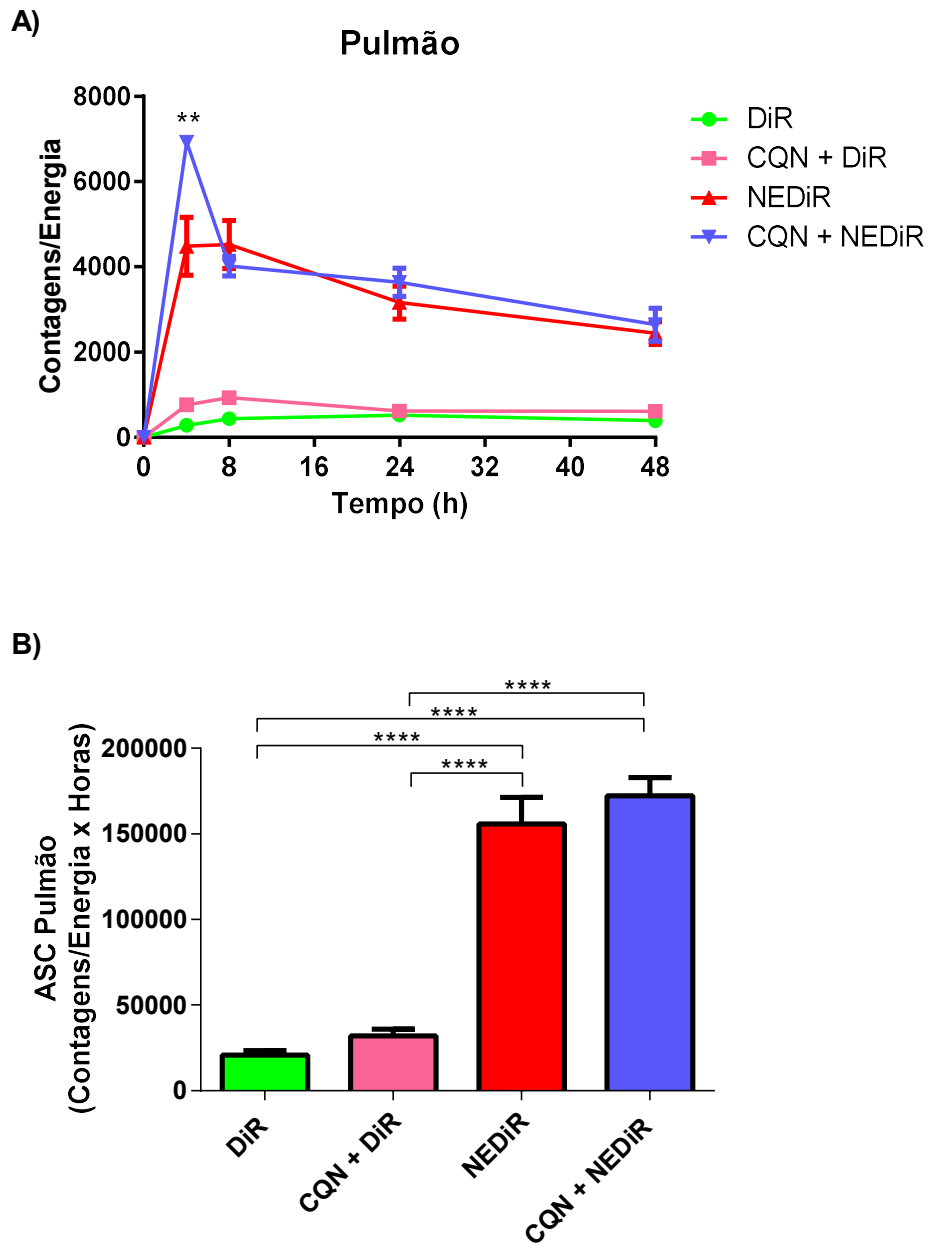 A)
Pulmão
Contagens/Energia
8000
6000
4000
2000
0
**
0 8 16 24 32 40 48
Tempo (h)
DiR
CQN + DiR
NEDiR
CQN + NEDiR
B)
ASC Pulmão
(Contagens/Energia x Horas)
200000
150000
100000
50000
0
****
****
****
****
DiR
CQN + DiR
NEDiR
CQN + NEDiR